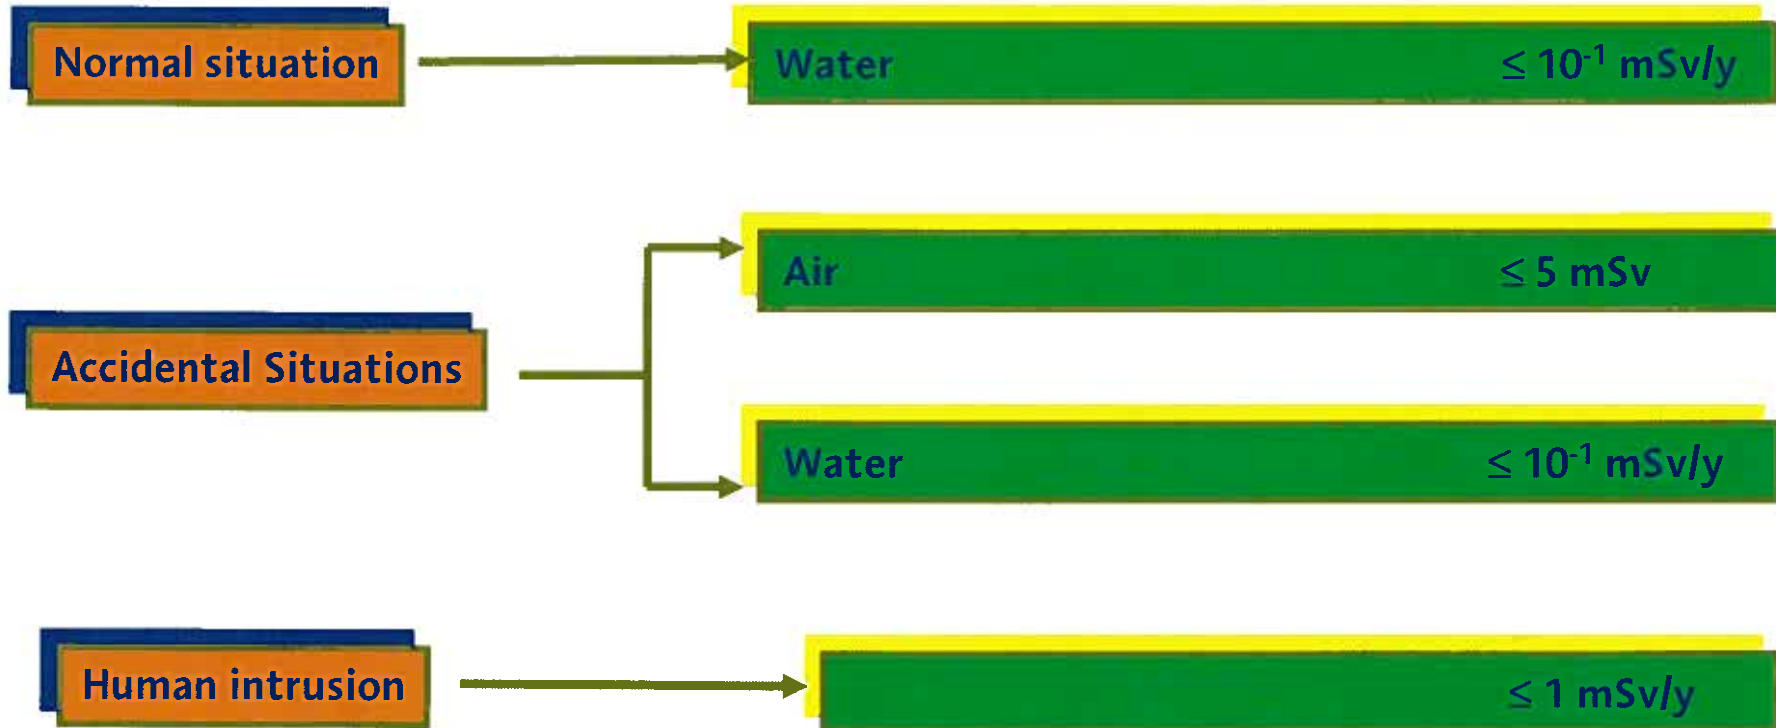 Normal situation
Water ≤ 10⁻¹ mSv/y
Air ≤ 5 mSv
Accidental Situations
Water ≤ 10⁻¹ mSv/y
Human intrusion
≤ 1 mSv/y